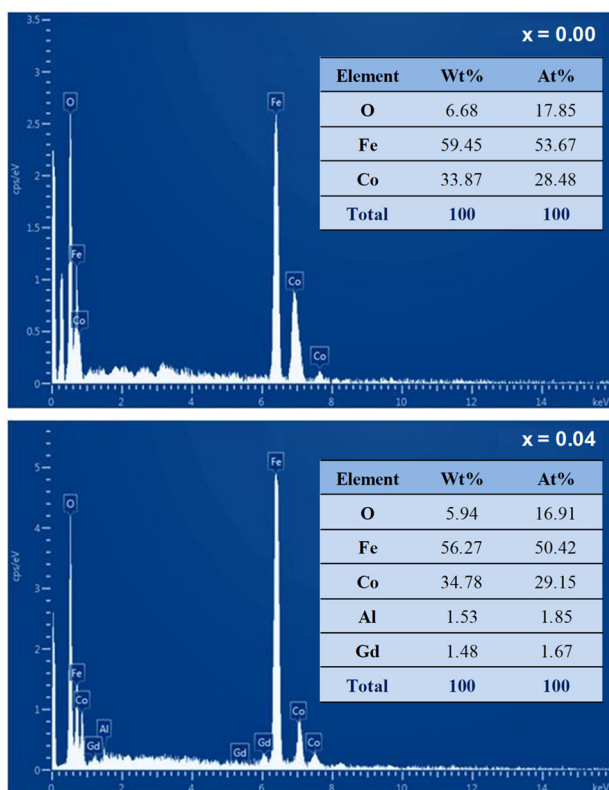 x = 0.00
Element Wt% At%
O 6.68 17.85
Fe 59.45 53.67
Co 33.87 28.48
Total 100 100
3.5
3
2.5
2
1.5
1
0.5
0
cps/eV
O
Fe
Co
Fe
Co
Co
0 2 4 6 8 10 12 14 keV
x = 0.04
Element Wt% At%
O 5.94 16.91
Fe 56.27 50.42
Co 34.78 29.15
Al 1.53 1.85
Gd 1.48 1.67
Total 100 100
5
4
3
2
1
0
cps/eV
O
Fe
Co
Gd
Al
Gd
Gd
Fe
Co
Co
0 2 4 6 8 10 12 14 keV